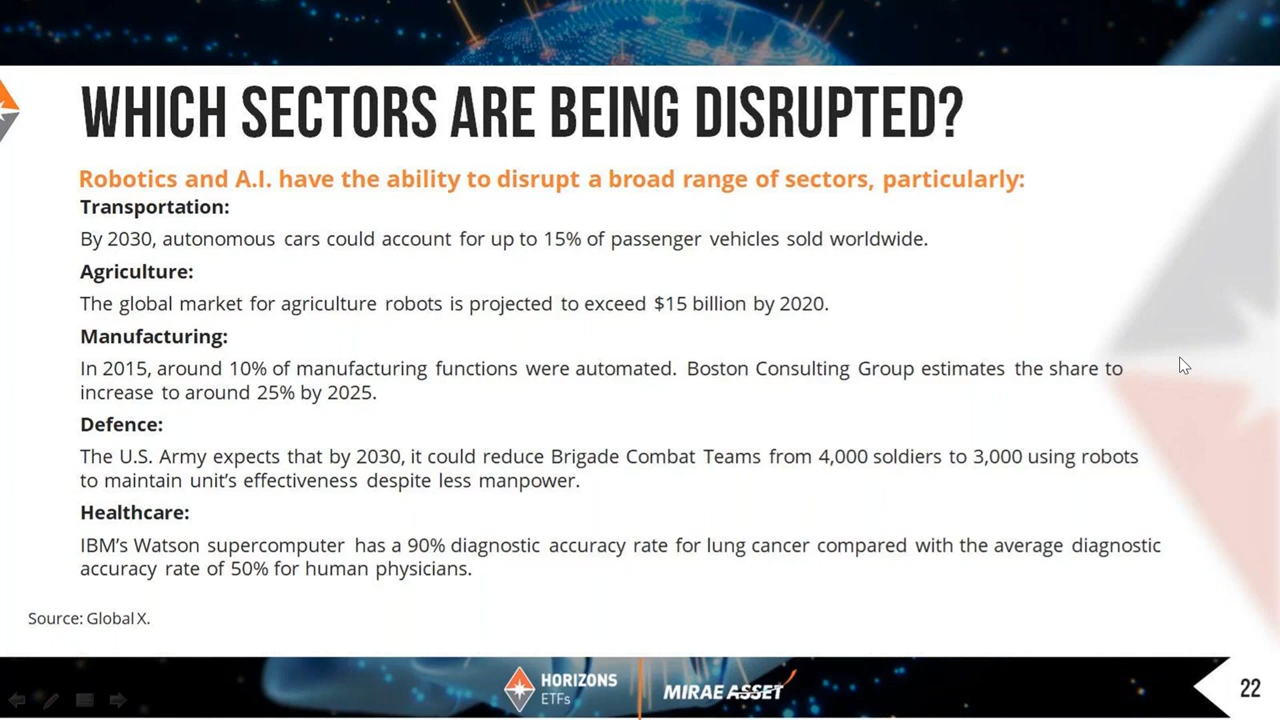 WHICH SECTORS ARE BEING DISRUPTED?
Robotics and A.I. have the ability to disrupt a broad range of sectors, particularly:
Transportation:
By 2030, autonomous cars could account for up to 15% of passenger vehicles sold worldwide.
Agriculture:
The global market for agriculture robots is projected to exceed $15 billion by 2020.
Manufacturing:
In 2015, around 10% of manufacturing functions were automated. Boston Consulting Group estimates the share to
increase to around 25% by 2025.
Defence:
The U.S. Army expects that by 2030, it could reduce Brigade Combat Teams from 4,000 soldiers to 3,000 using robots
to maintain unit’s effectiveness despite less manpower.
Healthcare:
IBM’s Watson supercomputer has a 90% diagnostic accuracy rate for lung cancer compared with the average diagnostic
accuracy rate of 50% for human physicians.
Source: Global X.
HORIZONS
ETFs
MIRAE ASSET
22